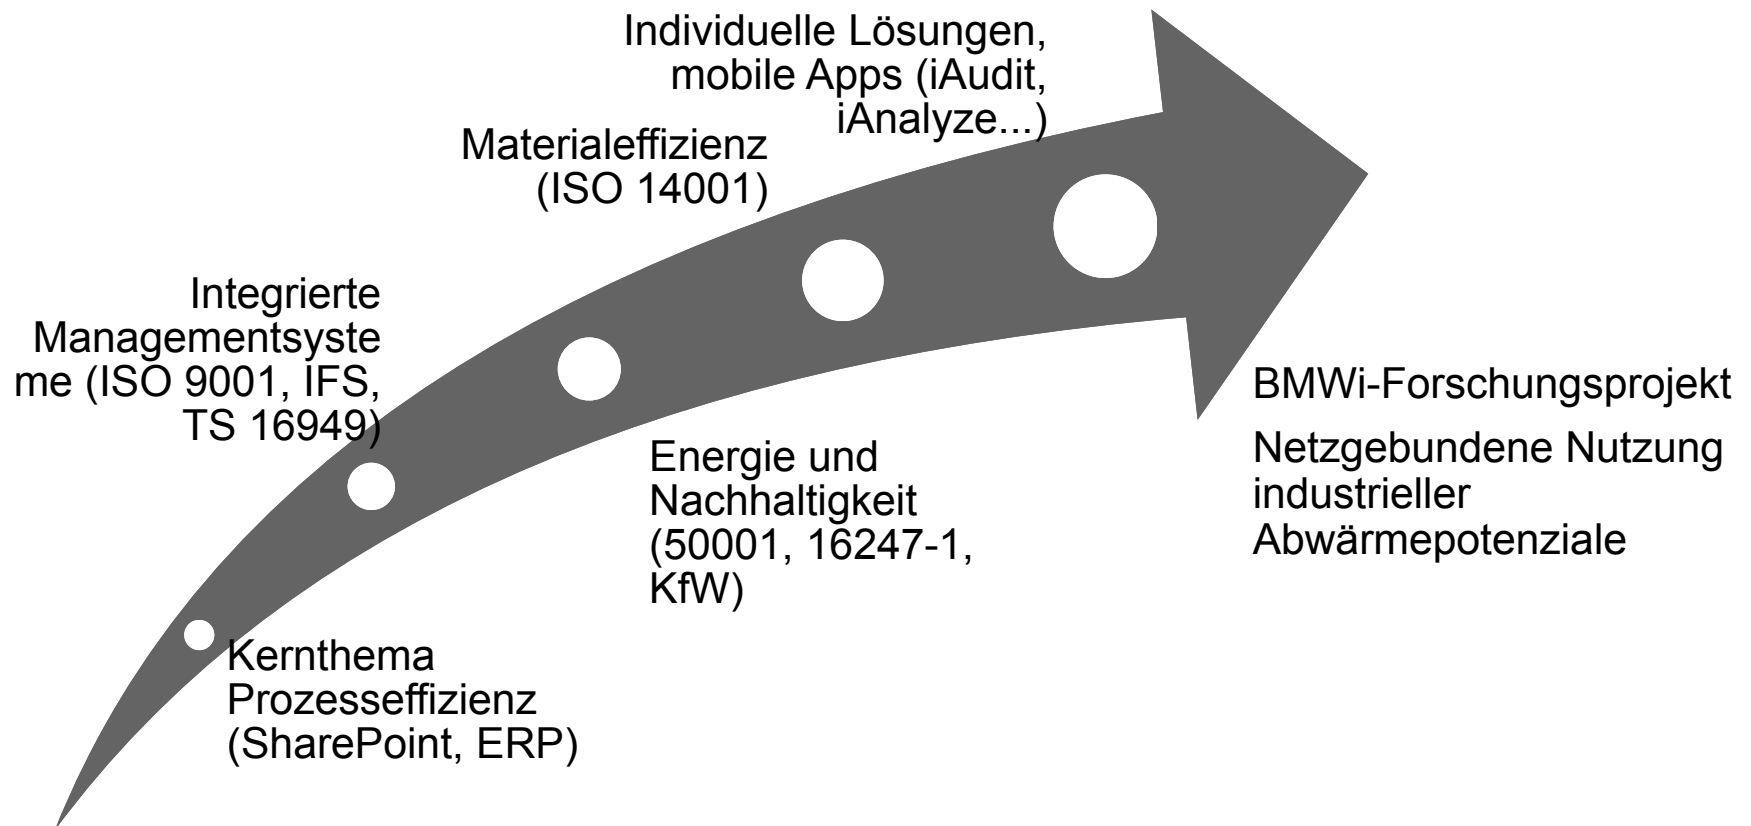 Individuelle Lösungen,
mobile Apps (iAudit,
iAnalyze...)
Materialeffizienz
(ISO 14001)
Integrierte
Managementsyste
me (ISO 9001, IFS,
TS 16949)
BMWi-Forschungsprojekt
Netzgebundene Nutzung
industrieller
Abwärmepotenziale
Energie und
Nachhaltigkeit
(50001, 16247-1,
KfW)
Kernthema
Prozesseffizienz
(SharePoint, ERP)